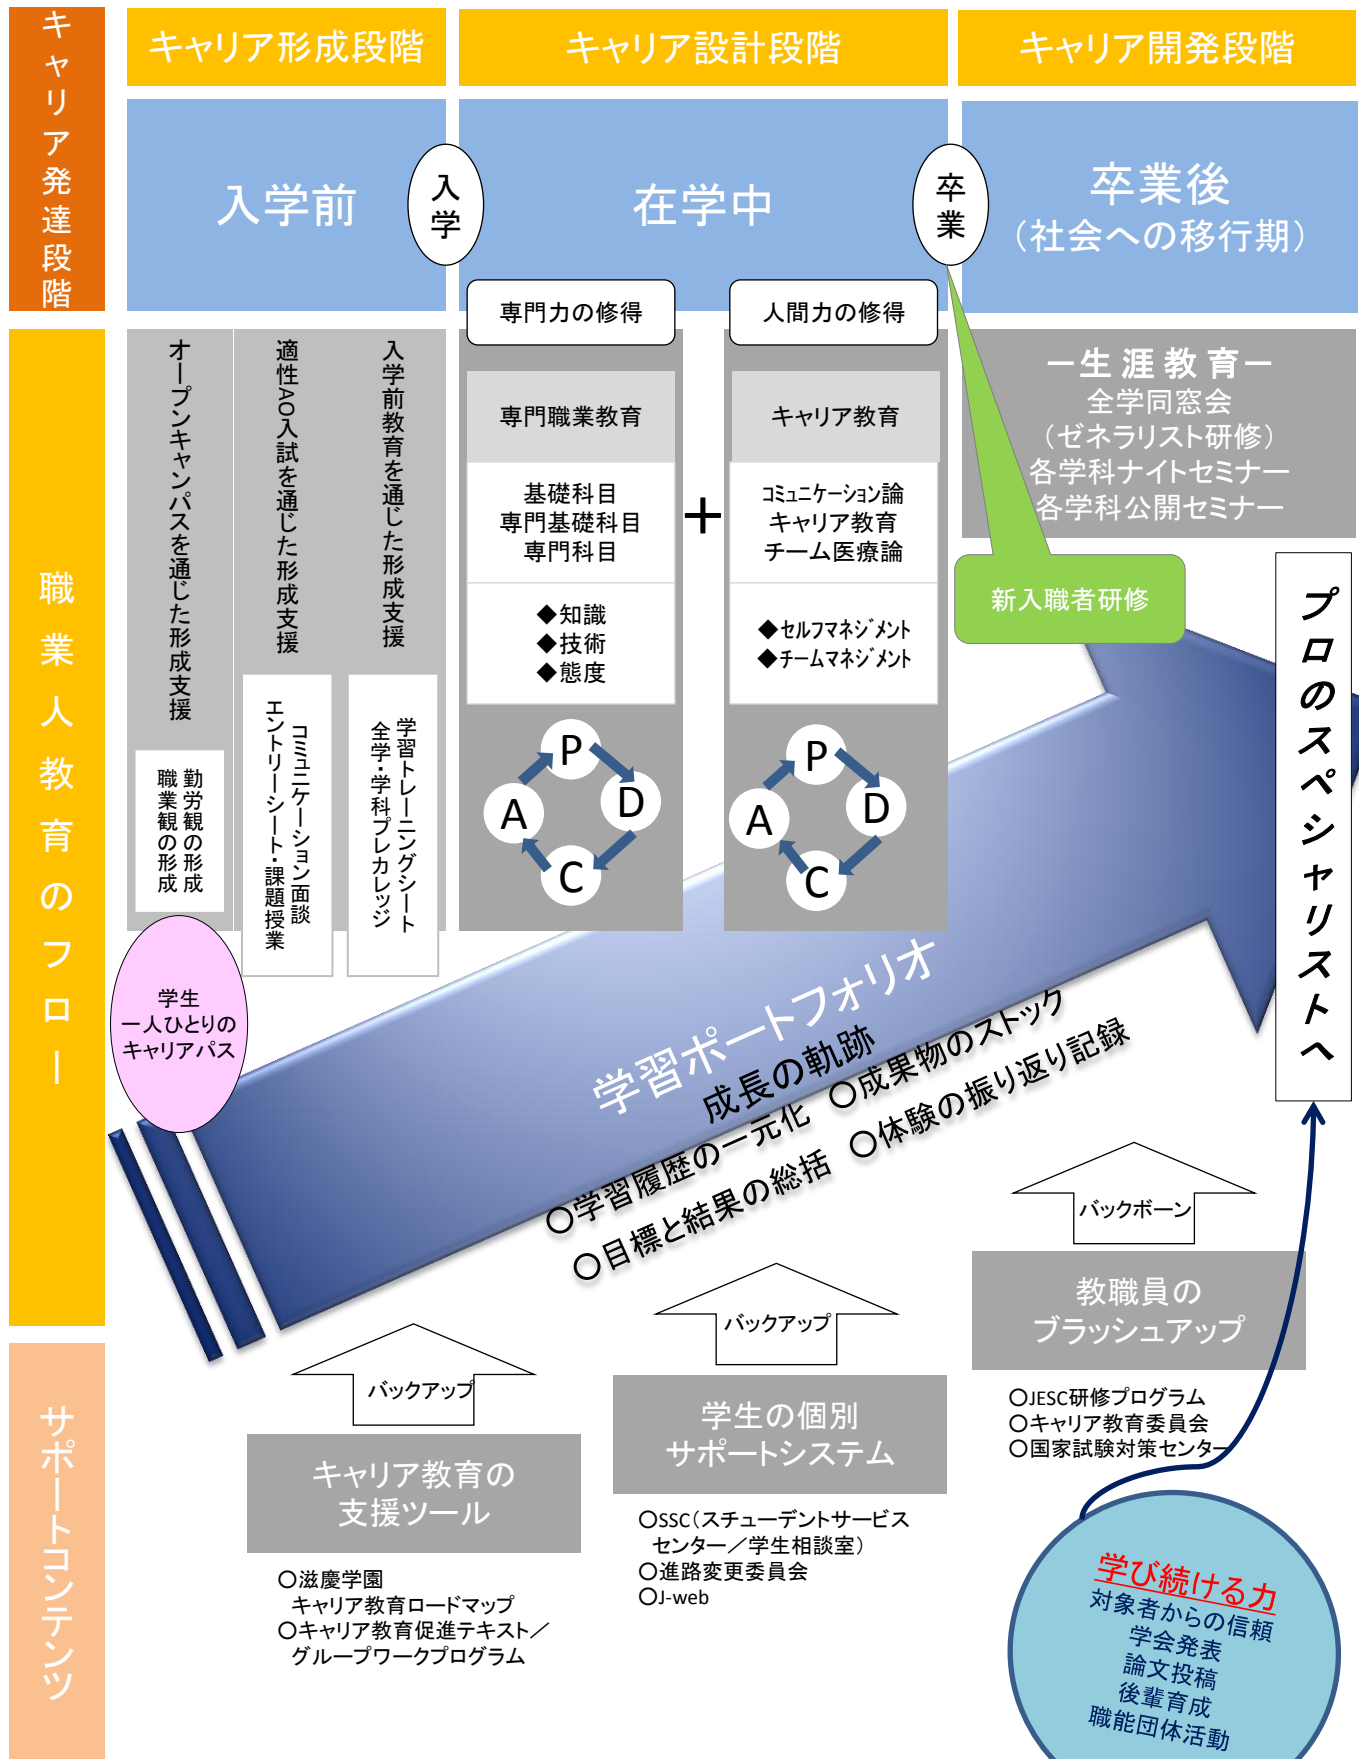 キャリア発達段階
キャリア形成段階
キャリア設計段階
キャリア開発段階
入学前
入学
在学中
卒業
卒業後
（社会への移行期）
職業人教育のフロー
オープンキャンパスを通じた形成支援
勤労観の形成
職業観の形成
適性AO入試を通じた形成支援
コミュニケーション面談
エントリーシート・課題授業
入学前教育を通じた形成支援
学習トレーニングシート
全学・学科プレカレッジ
専門力の修得
専門職業教育
基礎科目
専門基礎科目
専門科目
◆知識
◆技術
◆態度
P
D
C
A
＋
人間力の修得
キャリア教育
コミュニケーション論
キャリア教育
チーム医療論
◆セルフマネジメント
◆チームマネジメント
P
D
C
A
－生涯教育－
全学同窓会
（ゼネラリスト研修）
各学科ナイトセミナー
各学科公開セミナー
新入職者研修
プロのスペシャリストへ
学生
一人ひとりの
キャリアパス
学習ポートフォリオ
成長の軌跡
○学習履歴の一元化 ○成果物のストック
○目標と結果の総括 ○体験の振り返り記録
サポートコンテンツ
バックアップ
キャリア教育の
支援ツール
○滋慶学園
キャリア教育ロードマップ
○キャリア教育促進テキスト／
グループワークプログラム
バックアップ
学生の個別
サポートシステム
○SSC（スチューデントサービス
センター／学生相談室）
○進路変更委員会
○J-web
バックボーン
教職員の
ブラッシュアップ
○JESC研修プログラム
○キャリア教育委員会
○国家試験対策センター
学び続ける力
対象者からの信頼
学会発表
論文投稿
後輩育成
職能団体活動